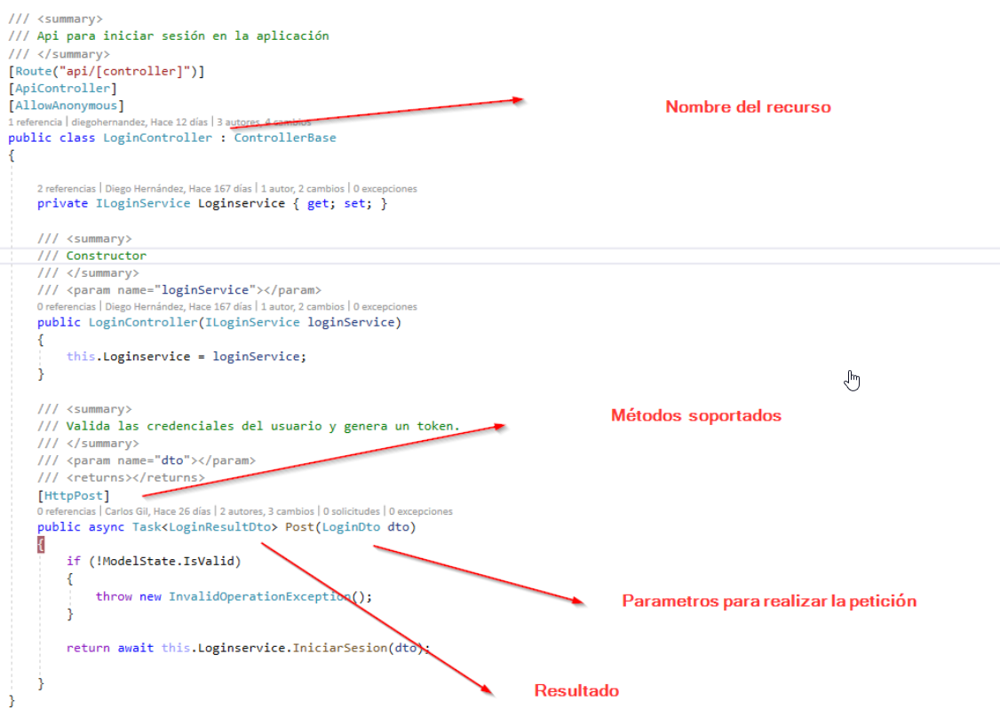 /// <summary>
/// Api para iniciar sesión en la aplicación
/// </summary>
[Route("api/[controller]")]
[ApiController]
[AllowAnonymous]
1 referencia | diegohernandez, Hace 12 días | 3 autores, 4 cambios
Nombre del recurso
public class LoginController : ControllerBase
{
2 referencias | Diego Hernández, Hace 167 días | 1 autor, 2 cambios | 0 excepciones
private ILoginService Loginservice { get; set; }
/// <summary>
/// Constructor
/// </summary>
/// <param name="loginService"></param>
0 referencias | Diego Hernández, Hace 167 días | 1 autor, 2 cambios | 0 excepciones
public LoginController(ILoginService loginService)
{
this.Loginservice = loginService;
}
/// <summary>
Métodos soportados
/// Valida las credenciales del usuario y genera un token.
/// </summary>
/// <param name="dto"></param>
/// <returns></returns>
[HttpPost]
0 referencias | Carlos Gil, Hace 26 días | 2 autores, 3 cambios | 0 solicitudes | 0 excepciones
public async Task<LoginResultDto> Post(LoginDto dto)
{
if (!ModelState.IsValid)
{
throw new InvalidOperationException();
Parametros para realizar la petición
}
return await this.Loginservice.IniciarSesion(dto);
}
Resultado
}